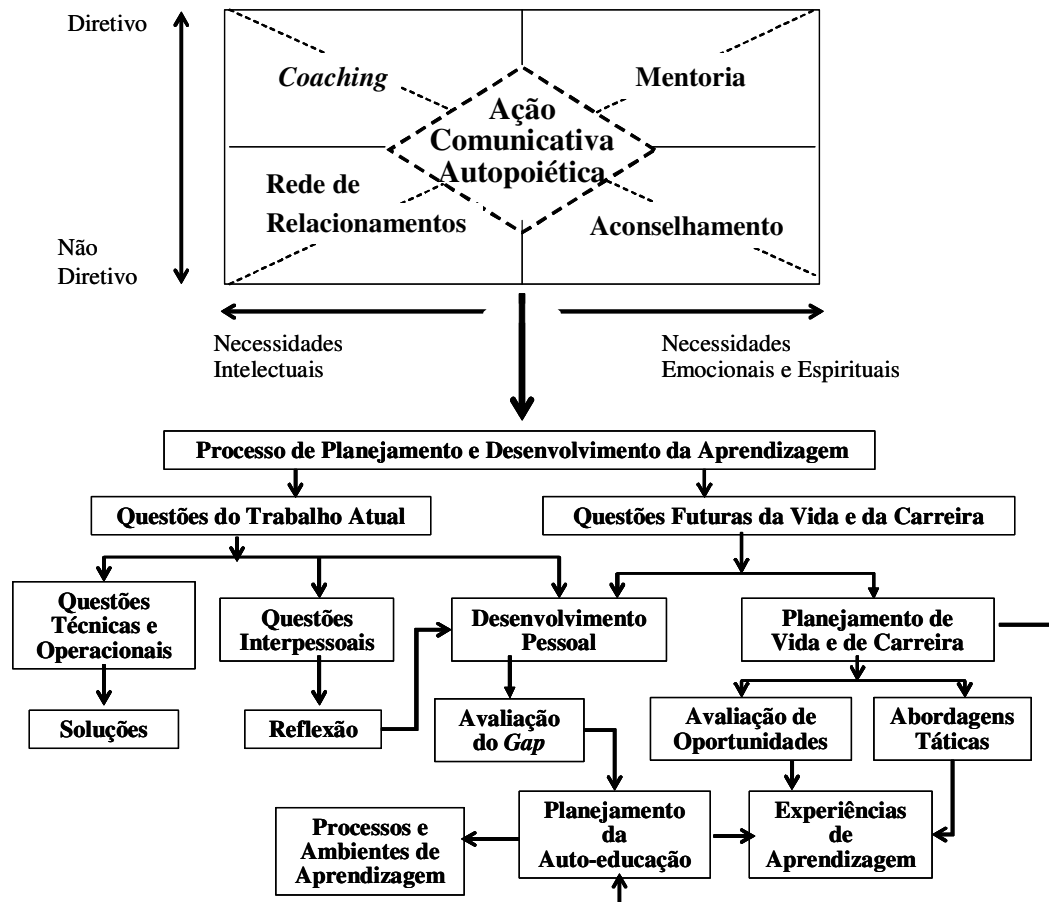 Diretivo
Coaching
Mentoria
Ação
Comunicativa
Autopoiética
Rede de
Relacionamentos
Aconselhamento
Não
Diretivo
Necessidades
Intelectuais
Necessidades
Emocionais e Espirituais
Processo de Planejamento e Desenvolvimento da Aprendizagem
Questões do Trabalho Atual
Questões Futuras da Vida e da Carreira
Questões
Técnicas e
Operacionais
Questões
Interpessoais
Desenvolvimento
Pessoal
Planejamento de
Vida e de Carreira
Soluções
Reflexão
Avaliação
do Gap
Avaliação de
Oportunidades
Abordagens
Táticas
Processos e
Ambientes de
Aprendizagem
Planejamento
da
Auto-educação
Experiências
de
Aprendizagem